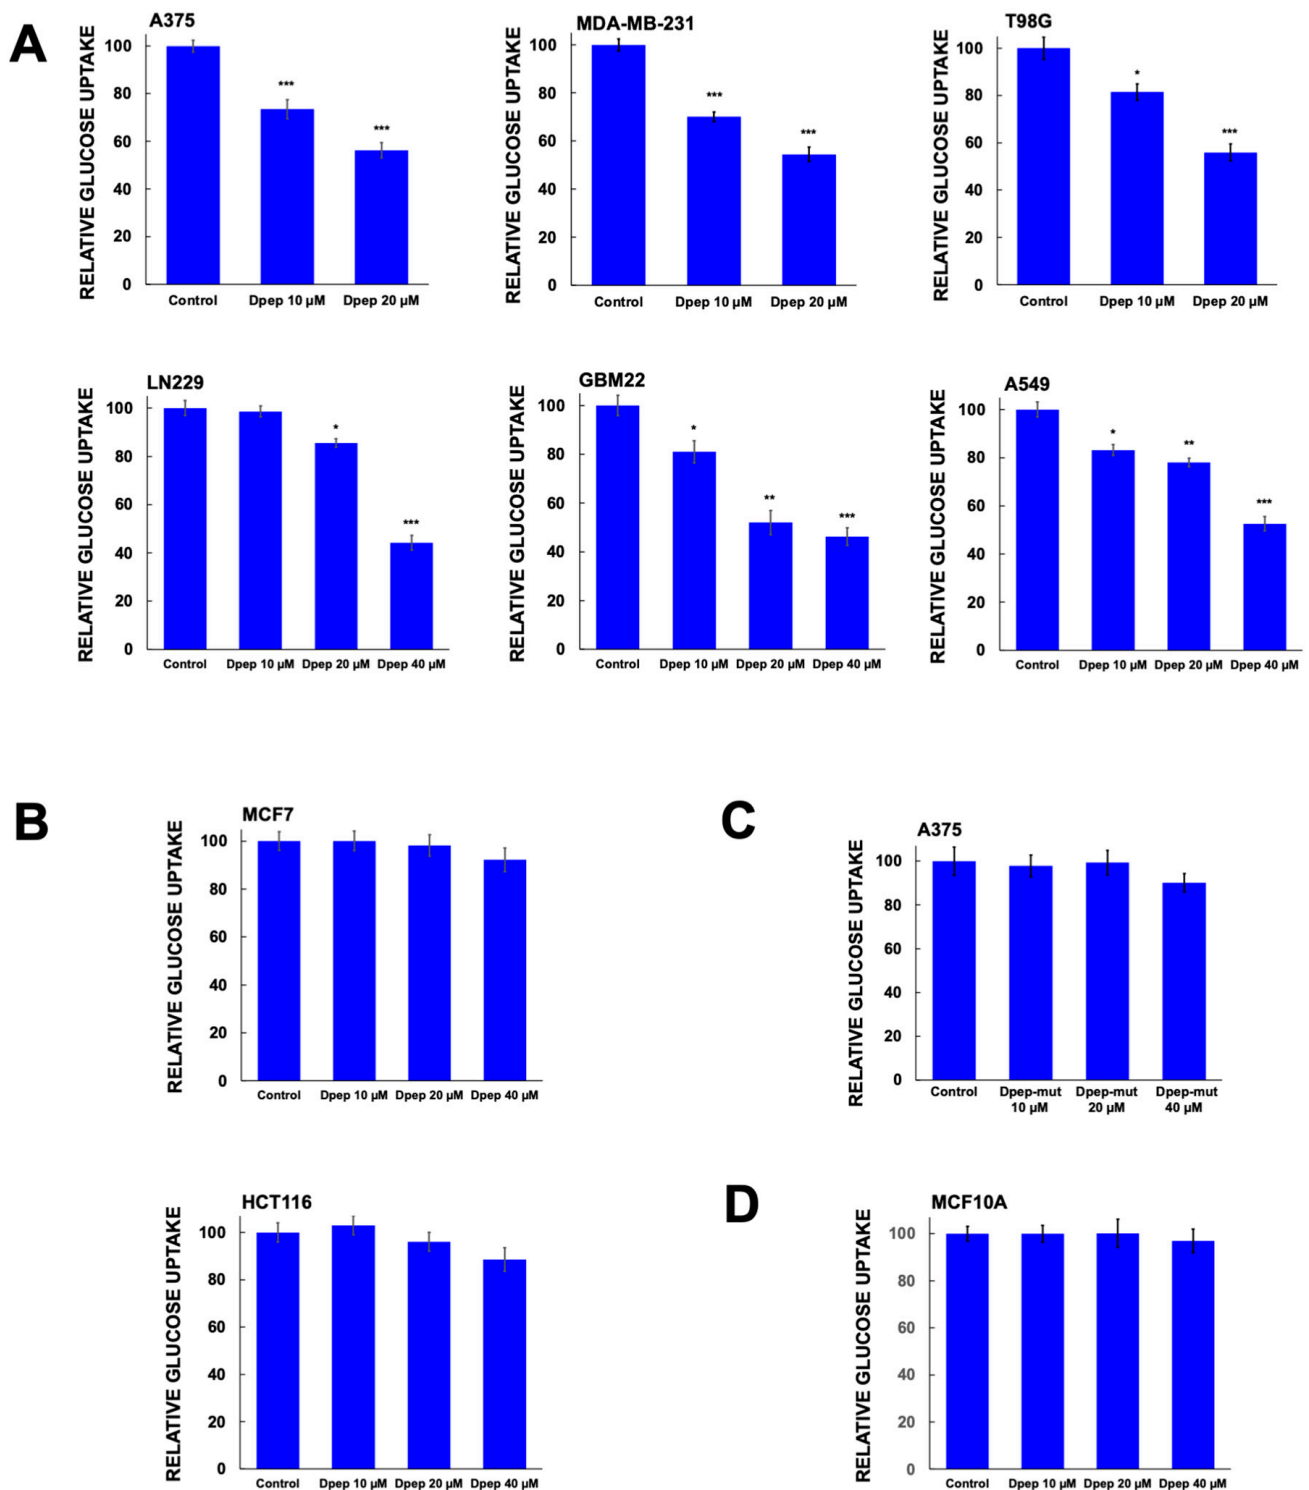 A
A375
RELATIVE GLUCOSE UPTAKE
100
80
60
40
20
0
***
***
Control Dpep 10 µM Dpep 20 µM
MDA-MB-231
RELATIVE GLUCOSE UPTAKE
100
80
60
40
20
0
***
***
Control Dpep 10 µM Dpep 20 µM
T98G
RELATIVE GLUCOSE UPTAKE
100
80
60
40
20
0
*
***
Control Dpep 10 µM Dpep 20 µM
LN229
RELATIVE GLUCOSE UPTAKE
100
80
60
40
20
0
*
***
Control Dpep 10 µM Dpep 20 µM Dpep 40 µM
GBM22
RELATIVE GLUCOSE UPTAKE
100
80
60
40
20
0
*
**
***
Control Dpep 10 µM Dpep 20 µM Dpep 40 µM
A549
RELATIVE GLUCOSE UPTAKE
100
80
60
40
20
0
*
**
***
Control Dpep 10 µM Dpep 20 µM Dpep 40 µM
B
MCF7
RELATIVE GLUCOSE UPTAKE
100
80
60
40
20
0
Control Dpep 10 µM Dpep 20 µM Dpep 40 µM
HCT116
RELATIVE GLUCOSE UPTAKE
100
80
60
40
20
0
Control Dpep 10 µM Dpep 20 µM Dpep 40 µM
C
A375
RELATIVE GLUCOSE UPTAKE
100
80
60
40
20
0
Control Dpep-mut Dpep-mut Dpep-mut
10 µM 20 µM 40 µM
D
MCF10A
RELATIVE GLUCOSE UPTAKE
100
80
60
40
20
0
Control Dpep 10 µM Dpep 20 µM Dpep 40 µM